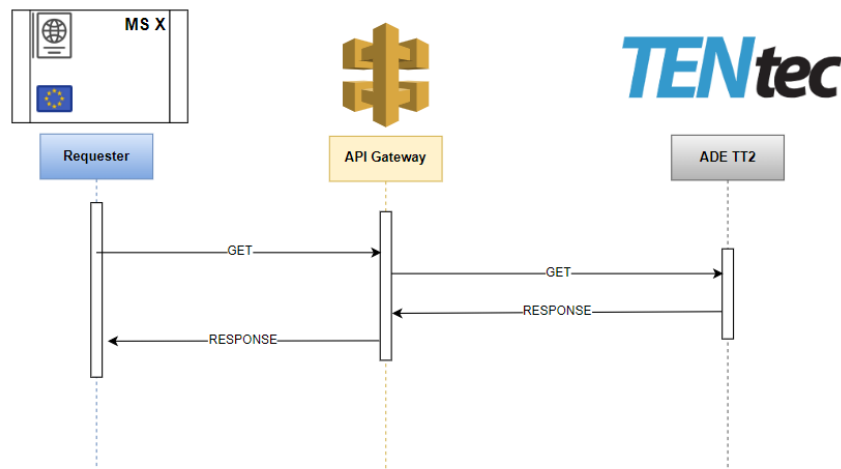 MS X
TENtec
Requester
API Gateway
ADE TT2
GET
GET
RESPONSE
RESPONSE